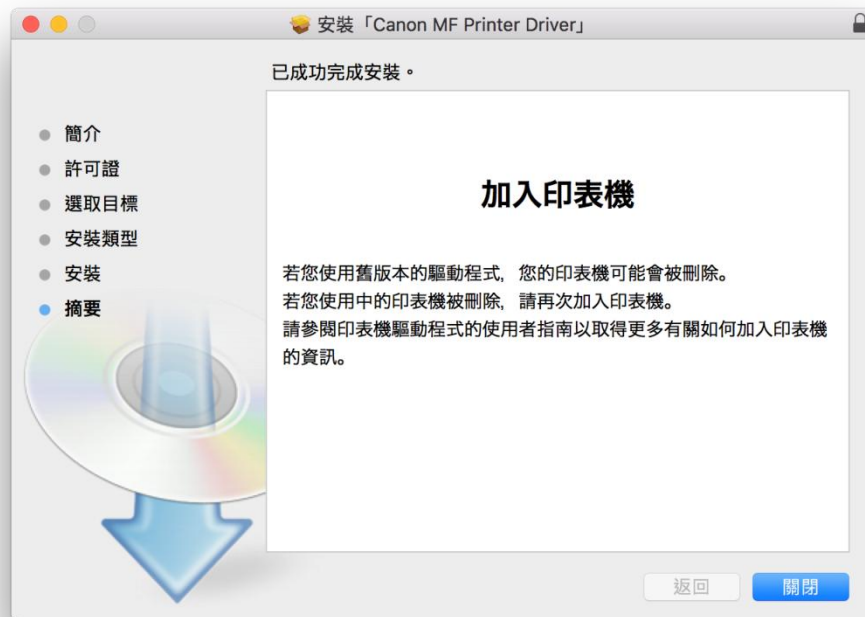 安裝「Canon MF Printer Driver」
已成功完成安裝。
簡介
許可證
選取目標
安裝類型
安裝
摘要
加入印表機
若您使用舊版本的驅動程式, 您的印表機可能會被刪除。
若您使用中的印表機被刪除, 請再次加入印表機。
請參閱印表機驅動程式的使用者指南以取得更多有關如何加入印表機
的資訊。
返回
關閉